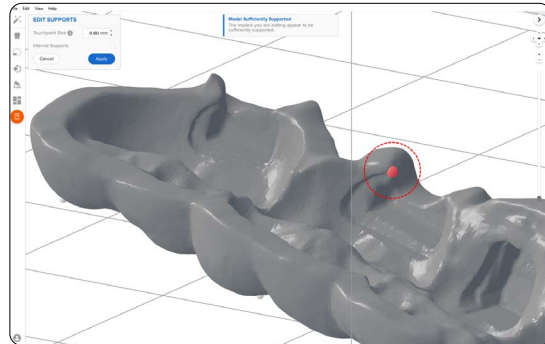 File Edit View Help
EDIT SUPPORTS
Touchpoint Size
0.60 mm
Internal Supports
Cancel
Apply
Model Sufficiently Supported
The models you are editing appear to be
sufficiently supported.